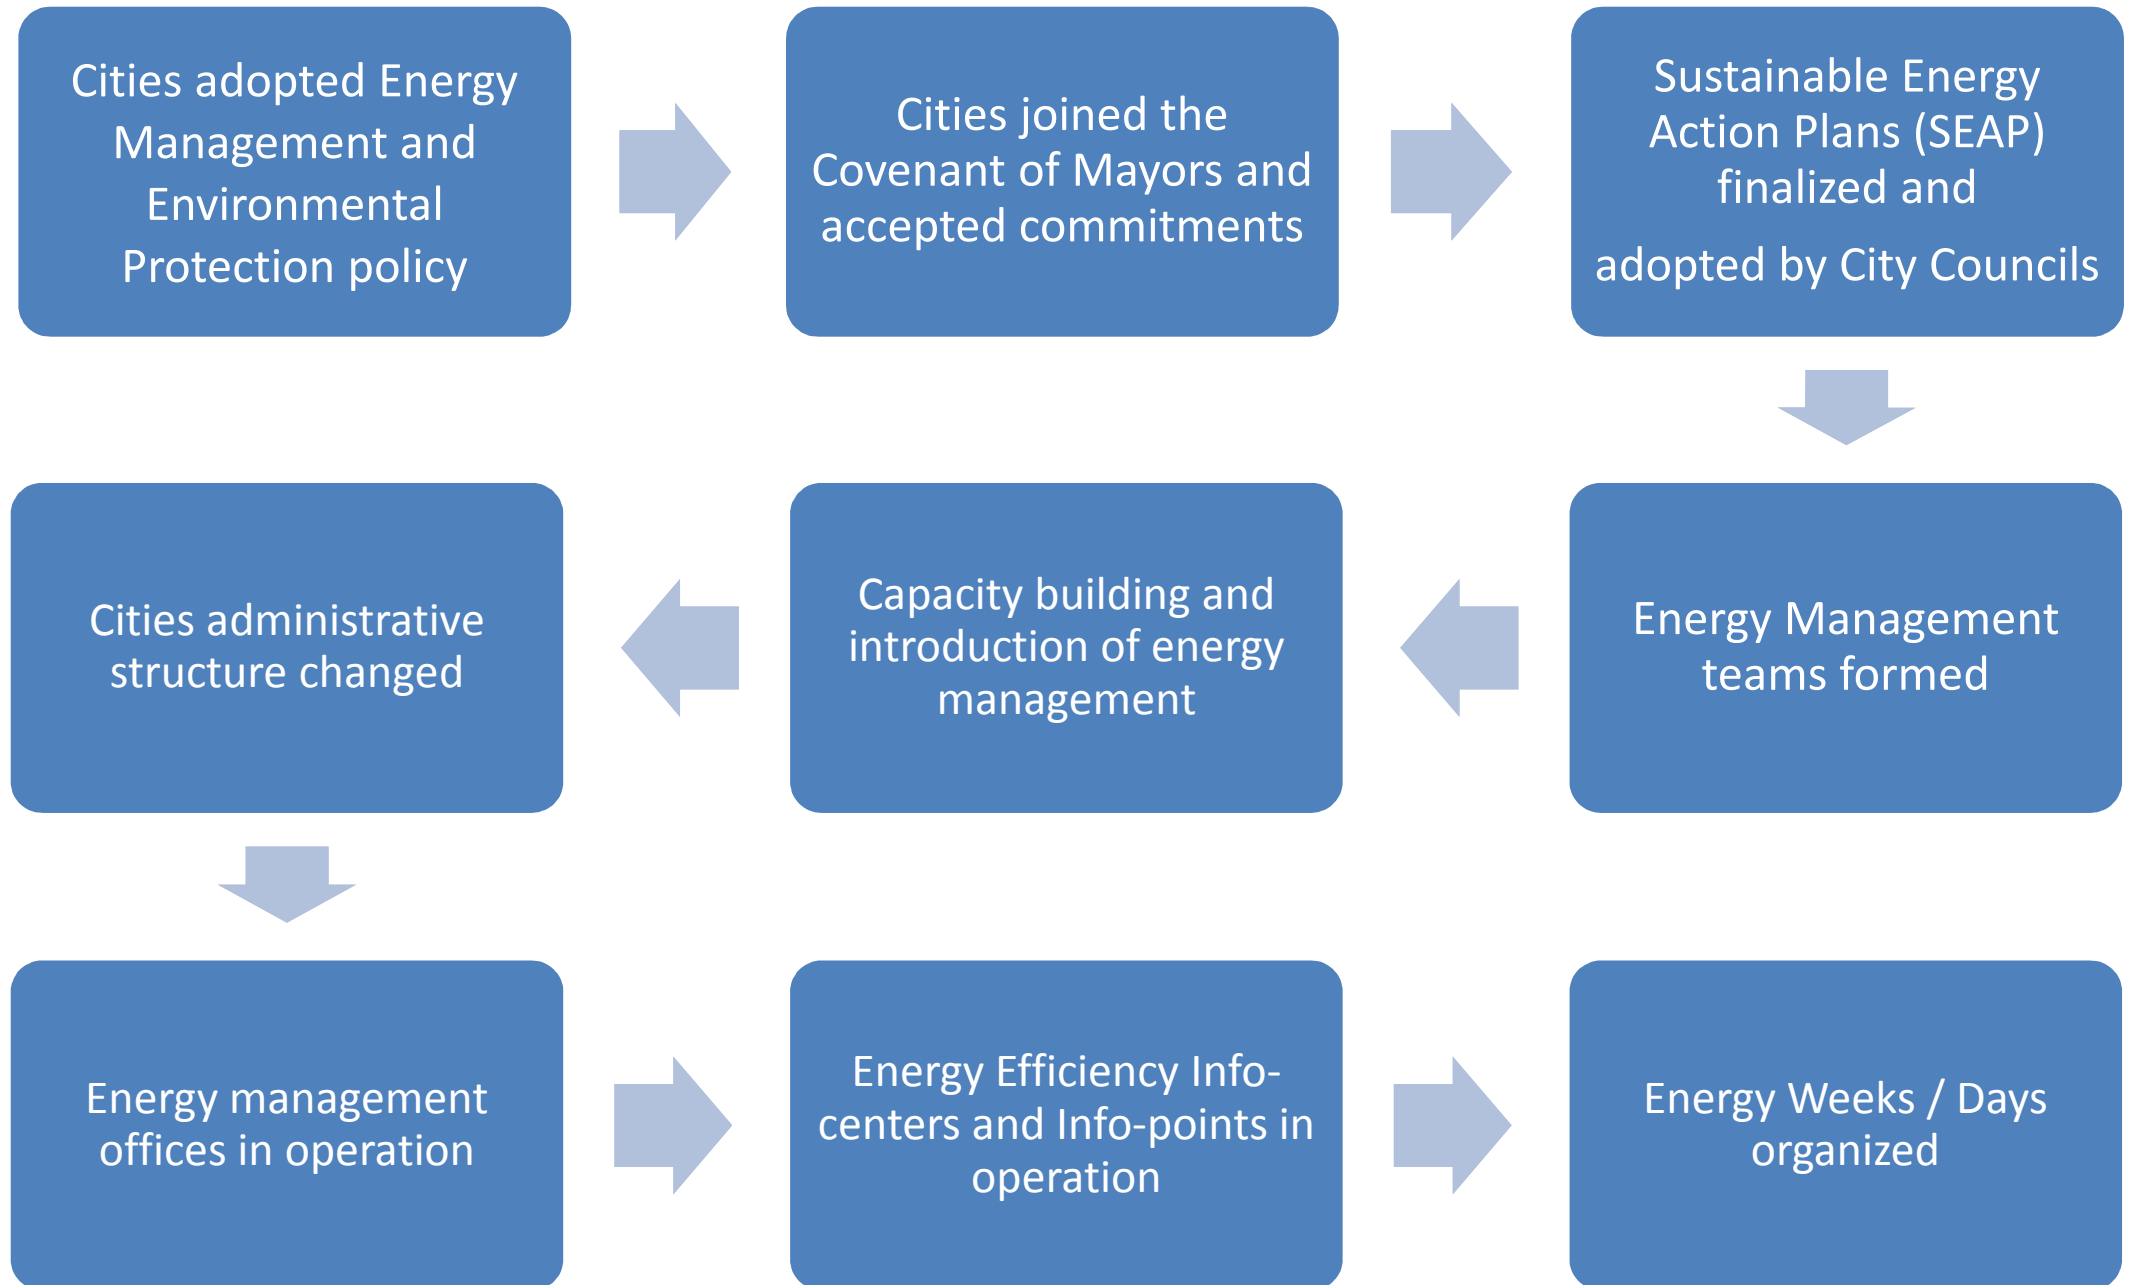 Cities adopted Energy
Management and
Environmental
Protection policy
Cities joined the
Covenant of Mayors and
accepted commitments
Sustainable Energy
Action Plans (SEAP)
finalized and
adopted by City Councils
Energy Management
teams formed
Capacity building and
introduction of energy
management
Cities administrative
structure changed
Energy management
offices in operation
Energy Efficiency Info-
centers and Info-points in
operation
Energy Weeks / Days
organized